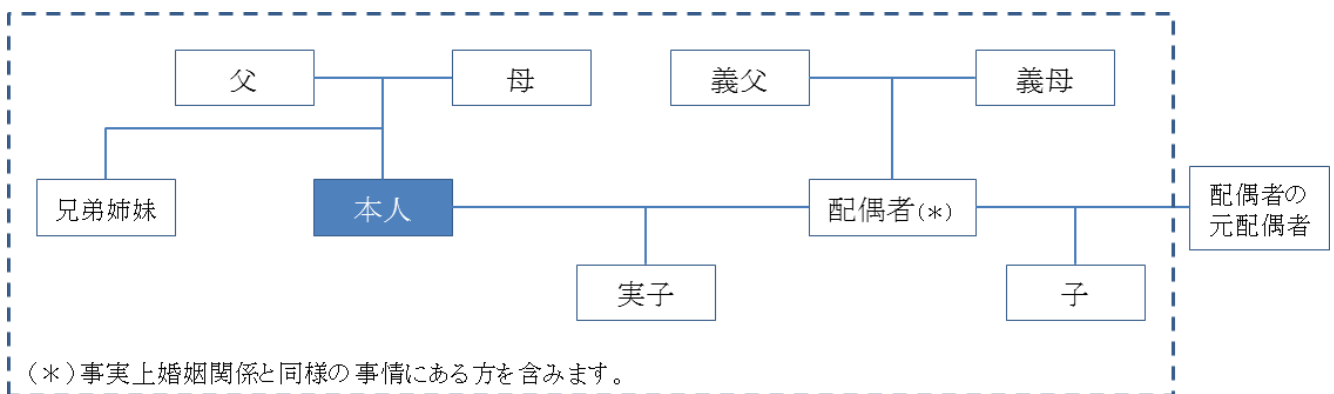 父
母
義父
義母
兄弟姉妹
本人
配偶者(*)
配偶者の
元配偶者
実子
子
(*)事実上婚姻関係と同様の事情にある方を含みます。